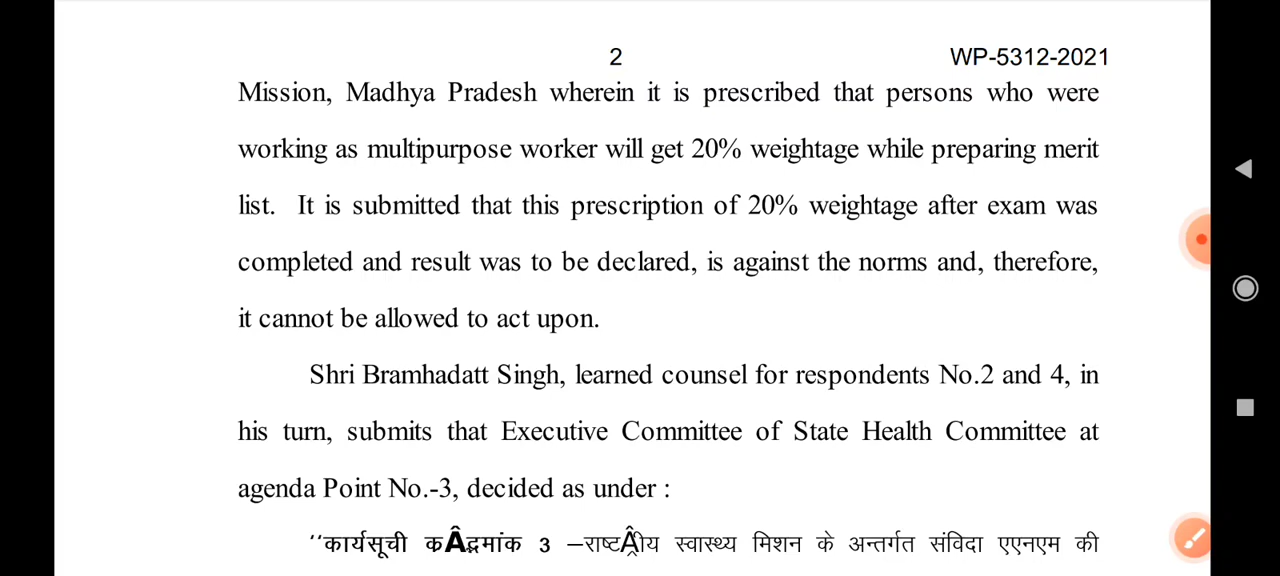 2 WP-5312-2021
Mission, Madhya Pradesh wherein it is prescribed that persons who were
working as multipurpose worker will get 20% weightage while preparing merit
list. It is submitted that this prescription of 20% weightage after exam was
completed and result was to be declared, is against the norms and, therefore,
it cannot be allowed to act upon.
Shri Bramhadatt Singh, learned counsel for respondents No.2 and 4, in
his turn, submits that Executive Committee of State Health Committee at
agenda Point No.-3, decided as under :
‘‘कार्यसूची 3 – स्वास्थ्य मिशन के अन्तर्गत संविदा एएनएम की